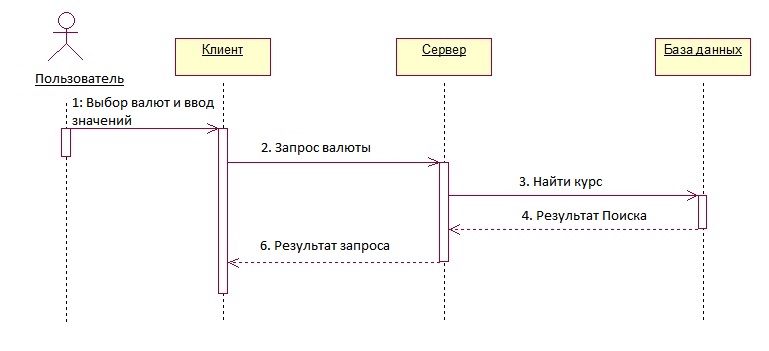 Клиент
Сервер
База данных
Пользователь
1: Выбор валют и ввод
значений
2. Запрос валюты
3. Найти курс
4. Результат Поиска
6. Результат запроса